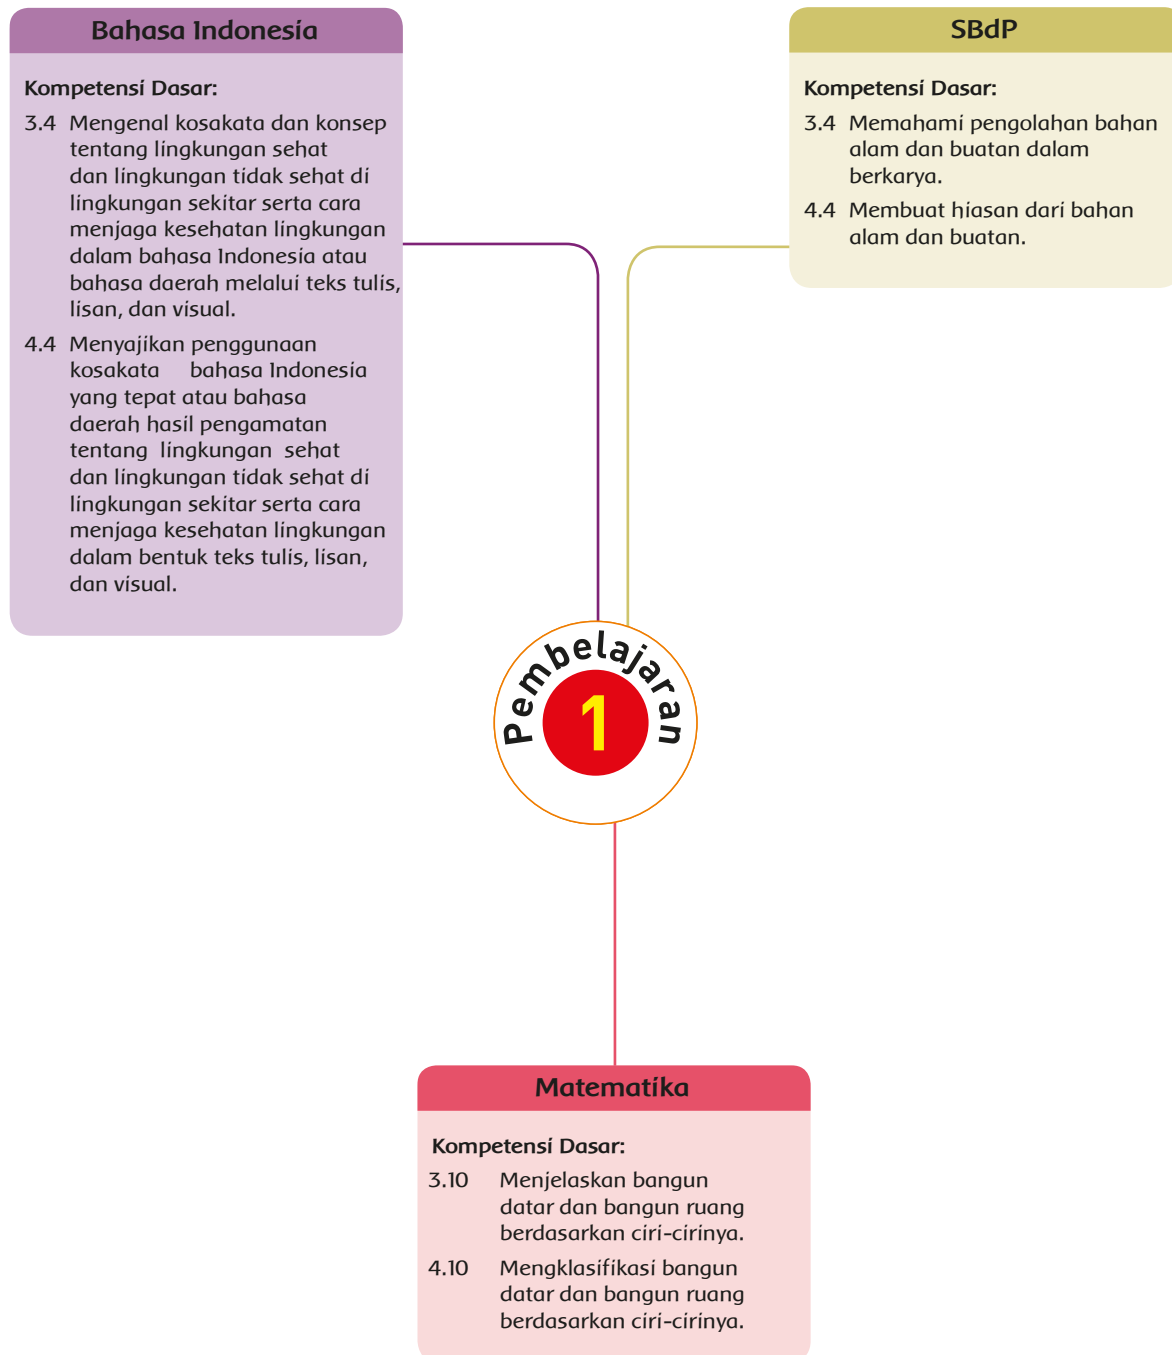 Bahasa Indonesia
Kompetensi Dasar:
3.4 Mengenal kosakata dan konsep
tentang lingkungan sehat
dan lingkungan tidak sehat di
lingkungan sekitar serta cara
menjaga kesehatan lingkungan
dalam bahasa Indonesia atau
bahasa daerah melalui teks tulis,
lisan, dan visual.
4.4 Menyajikan penggunaan
kosakata bahasa Indonesia
yang tepat atau bahasa
daerah hasil pengamatan
tentang lingkungan sehat
dan lingkungan tidak sehat di
lingkungan sekitar serta cara
menjaga kesehatan lingkungan
dalam bentuk teks tulis, lisan,
dan visual.
SBdP
Kompetensi Dasar:
3.4 Memahami pengolahan bahan
alam dan buatan dalam
berkarya.
4.4 Membuat hiasan dari bahan
alam dan buatan.
Pembelajaran
1
Matematika
Kompetensi Dasar:
3.10 Menjelaskan bangun
datar dan bangun ruang
berdasarkan ciri-cirinya.
4.10 Mengklasifikasi bangun
datar dan bangun ruang
berdasarkan ciri-cirinya.